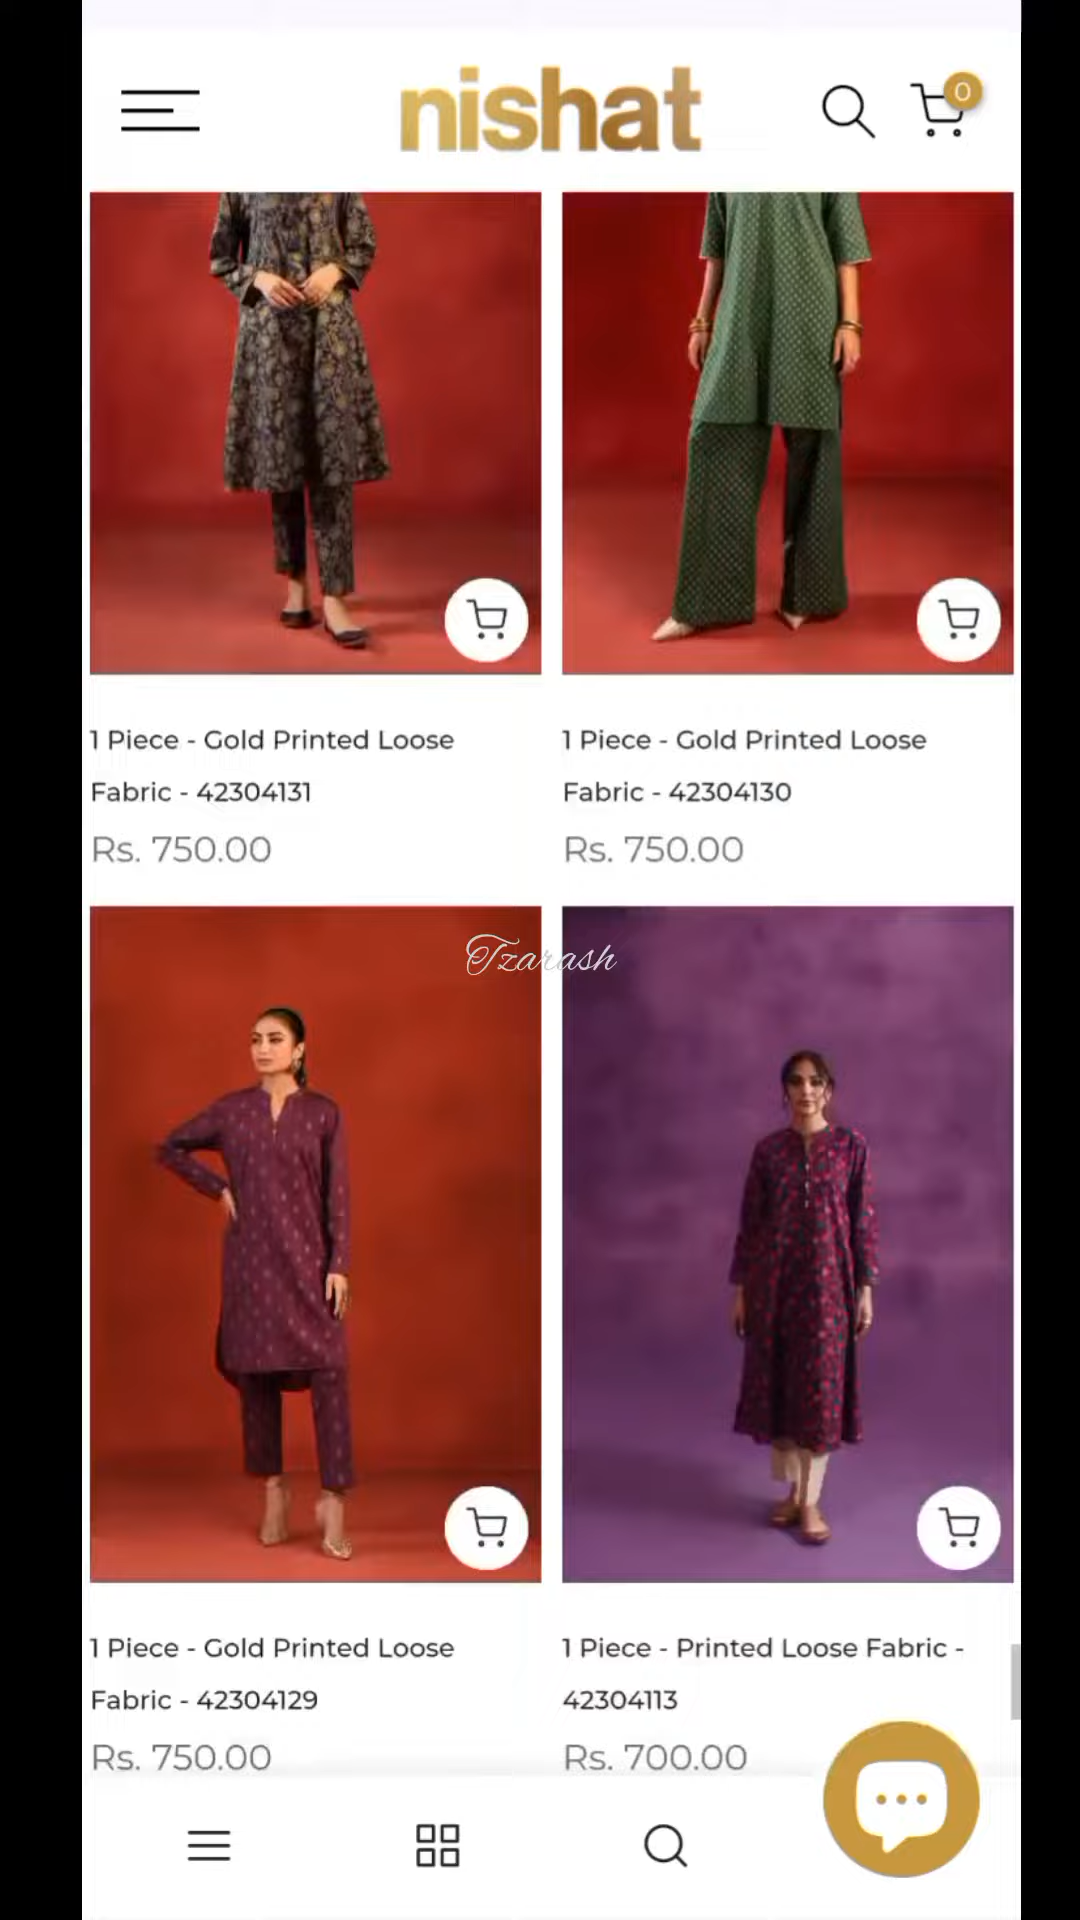 nishat
0
1 Piece - Gold Printed Loose
Fabric - 42304131
Rs. 750.00
1 Piece - Gold Printed Loose
Fabric - 42304130
Rs. 750.00
Tzarash
1 Piece - Gold Printed Loose
Fabric - 42304129
Rs. 750.00
1 Piece - Printed Loose Fabric -
42304113
Rs. 700.00